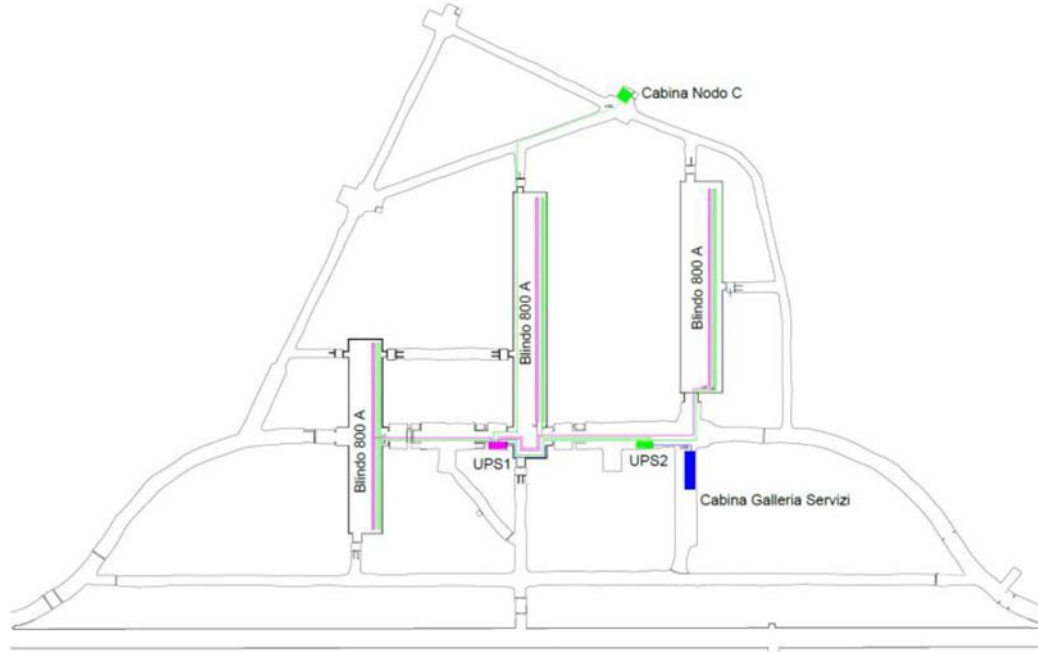 Cabina Nodo C
Blindo 800 A
Blindo 800 A
Blindo 800 A
UPS1
UPS2
Cabina Galleria Servizi